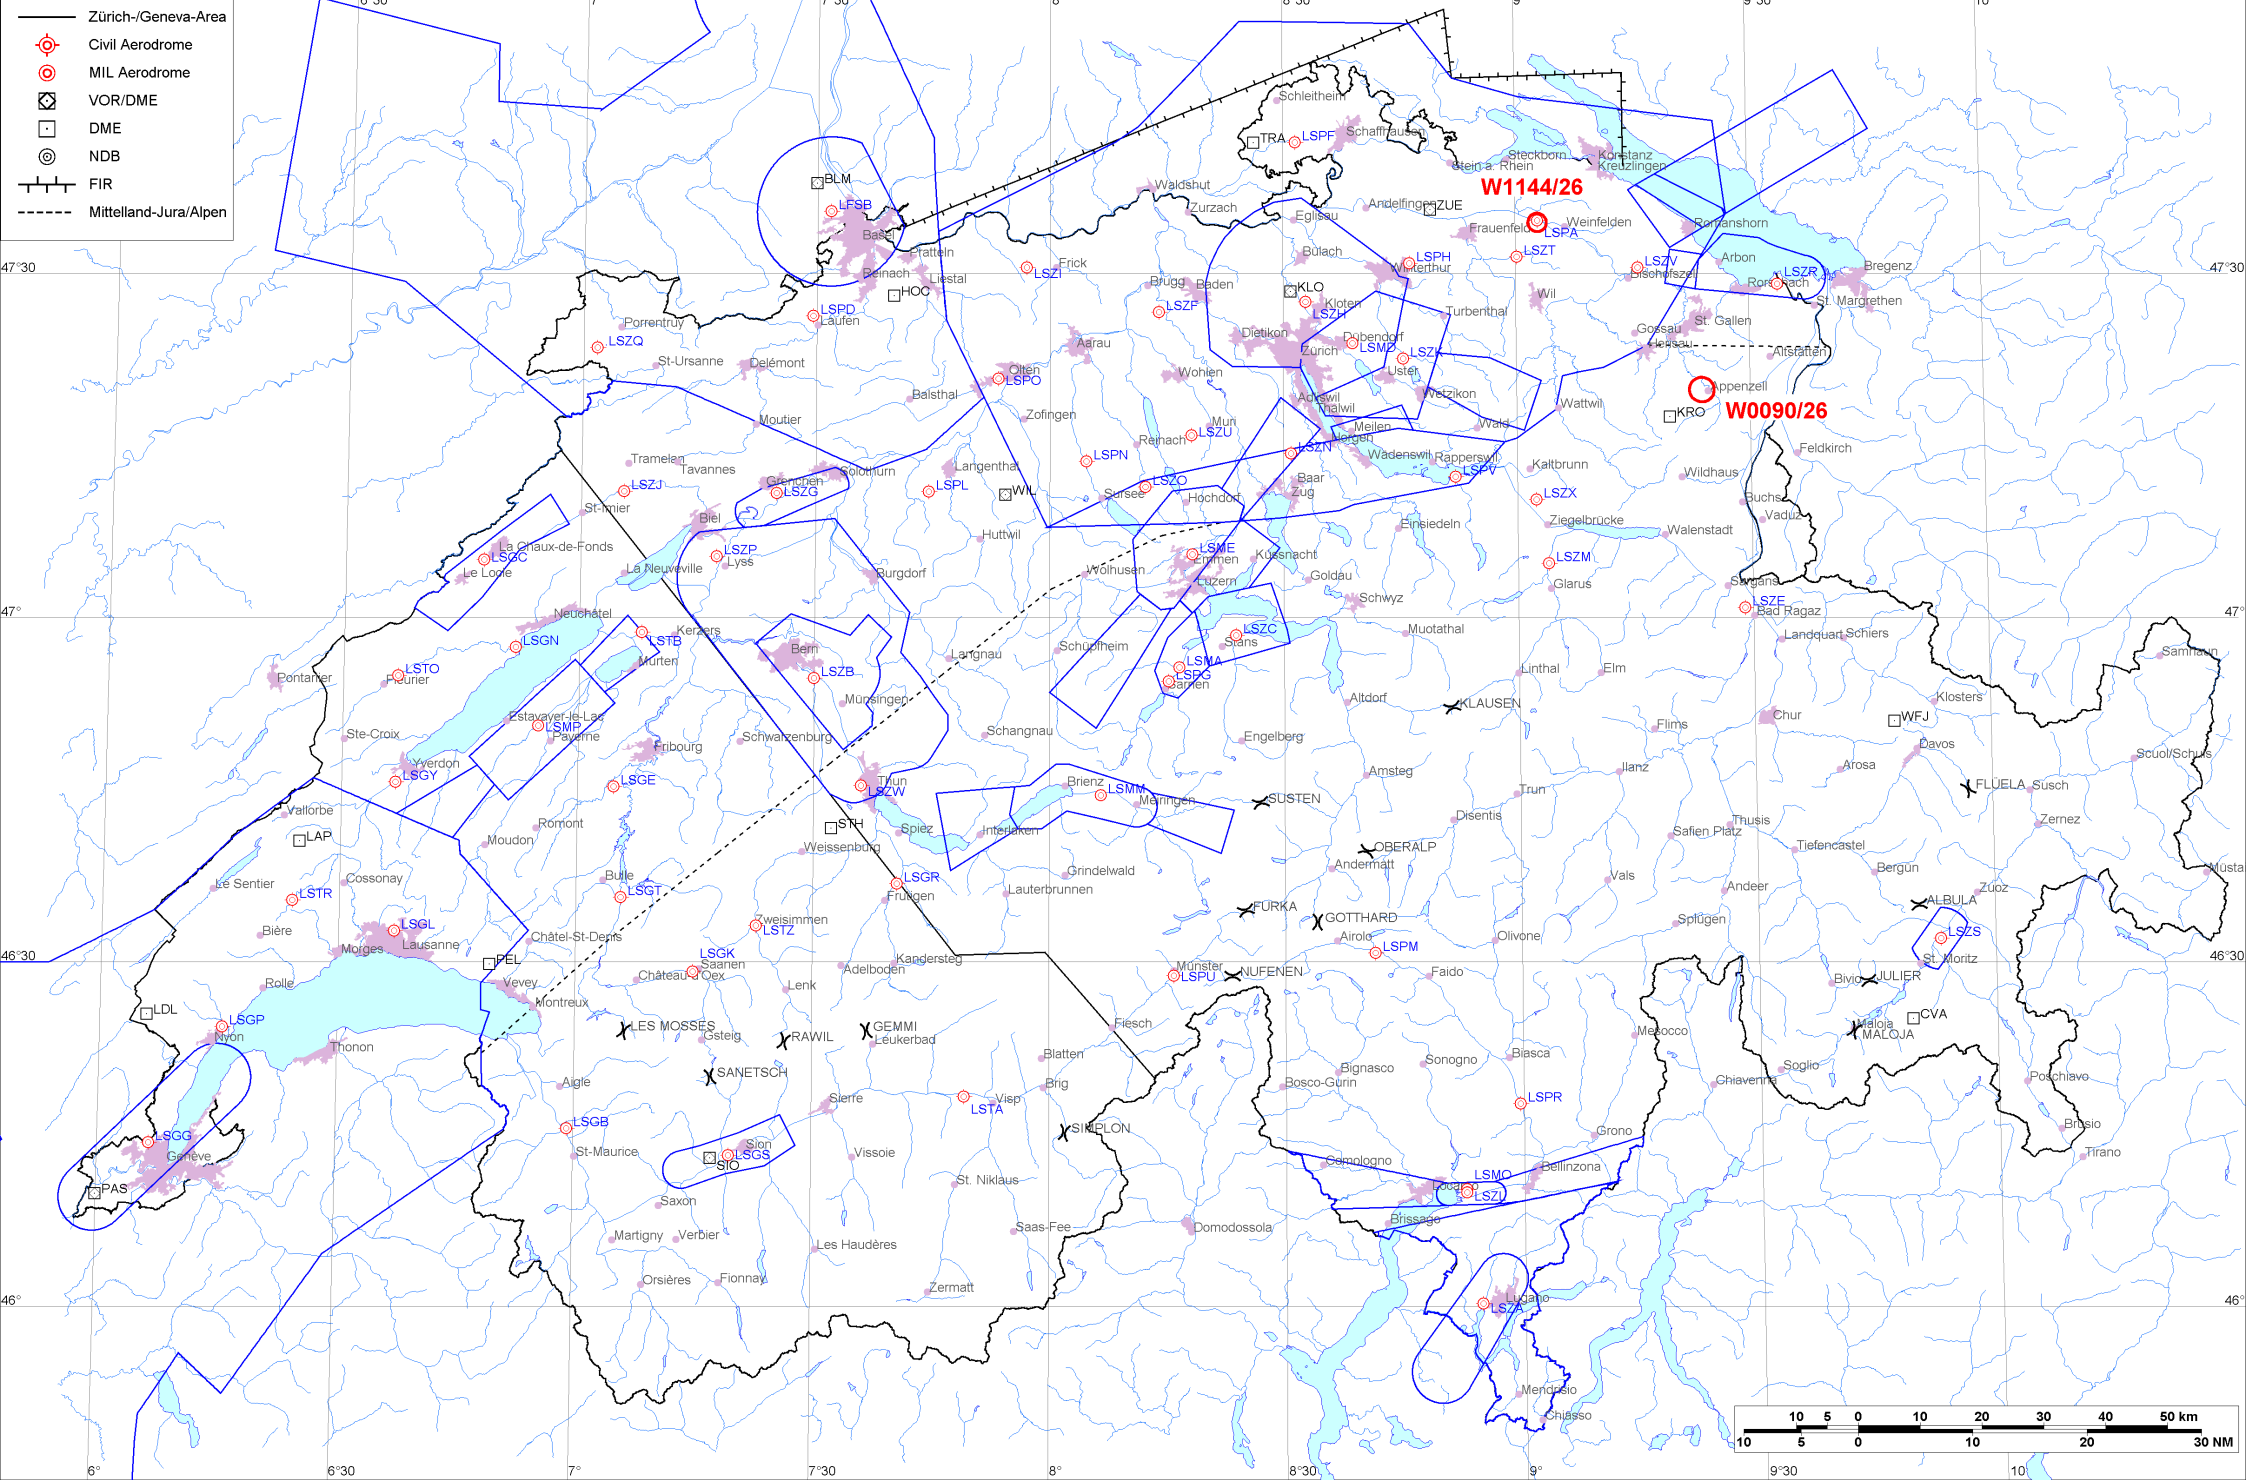 6°30
7°
7°30
8°
8°30
9°
9°30
10°
Zürich-/Geneva-Area
Civil Aerodrome
MIL Aerodrome
VOR/DME
DME
NDB
FIR
Mittelland-Jura/Alpen
Schleitheim
TRA
LSPF
Schaffhausen
Stein a. Rhein
Steckborn
Konstanz
Kreuzlingen
BLM
LFSB
Basel
Waldshut
Zurzach
Eglisau
Andelfingen
ZUE
W1144/26
LSPA
Weinfelden
Frauenfeld
Romanshorn
Pratteln
Reinach
Liestal
HOC
Frick
LSZI
Brugg
Baden
Bülach
LSPH
Winterthur
LSZT
LSZV
Bischofszell
Arbon
LSZR
Rorschach
Bregenz
St. Margrethen
47°30
47°30
LSPD
Laufen
Porrentruy
LSZQ
St-Ursanne
Delémont
LSZF
KLO
Kloten
LSZH
Dietikon
Zürich
Dübendorf
LSMD
LSZK
Uster
Turbenthal
Wil
St. Gallen
Gossau
Herisau
Altstätten
Aarau
Olten
LSPO
Wohlen
Balsthal
Zofingen
Moutier
Muri
Adliswil
Thalwil
Wetzikon
Wattwil
Appenzell
KRO
W0090/26
Reinach
LSZU
Meilen
Horgen
Wald
Tramelan
Tavannes
Solothurn
Grenchen
LSZG
LSZJ
Langenthal
LSPL
WIL
LSPN
LSZO
Sursee
Hochdorf
LSZN
Baar
Zug
Wädenswil
Rapperswil
LSPV
Kaltbrunn
LSZX
Wildhaus
Feldkirch
Buchs
Vaduz
St-Imier
Biel
La Chaux-de-Fonds
LSGC
Le Locle
LSZP
Lyss
La Neuveville
Huttwil
Burgdorf
Wolhusen
LSME
Emmen
Luzern
Küssnacht
Goldau
Schwyz
Einsiedeln
Ziegelbrücke
Walenstadt
LSZM
Glarus
Sargans
LSZE
Bad Ragaz
47°
47°
Neuchâtel
LSGN
LSTB
Kerzers
Murten
Bern
LSZB
Münsingen
Langnau
Schüpfheim
LSZC
Stans
LSMA
LSPG
Sarnen
Muotathal
Linthal
Elm
Landquart
Schiers
Samnaun
LSTO
Fleurier
Pontarlier
Ste-Croix
Estavayer-le-Lac
LSMP
Payerne
Fribourg
Schwarzenburg
Schangnau
Engelberg
Altdorf
KLAUSEN
Flims
Chur
Klosters
WFJ
Davos
Arosa
Scuol/Schuls
Yverdon
LSGY
LSGE
Thun
LSZW
Brienz
LSMM
Meiringen
SUSTEN
Amsteg
Ilanz
Trun
FLÜELA
Susch
Vallorbe
LAP
Romont
Moudon
STH
Spiez
Interlaken
Weissenburg
Disentis
Safien Platz
Thusis
Zernez
OBERALP
Andermatt
Tiefencastel
Bergün
Le Sentier
Cossonay
LSTR
Bulle
LSGT
LSGR
Frutigen
Grindelwald
Lauterbrunnen
Vals
Andeer
Zuoz
ALBULA
FURKA
GOTTHARD
Splügen
Bière
LSGL
Lausanne
Morges
Châtel-St-Denis
Zweisimmen
LSTZ
Airolo
Olivone
LSPM
LSZS
St. Moritz
46°30
46°30
Rolle
Vevey
Montreux
LSGK
Saanen
Château-d'Oex
Adelboden
Kandersteg
Lenk
Münster
LSPU
NUFENEN
Faido
Bivio
JULIER
CVA
Maloja
MALOJA
LDL
LSGP
Nyon
Thonon
LES MOSSES
Gsteig
RAWIL
GEMMI
Leukerbad
Fiesch
Blatten
Mesocco
Biasca
Sonogno
Bignasco
Bosco-Gurin
Soglio
Chiavenna
Poschiavo
SANETSCH
Aigle
Sierre
LSTA
Visp
Brig
LSPR
Brusio
Tirano
LSGG
Genève
PAS
LSGB
St-Maurice
Sion
LSGS
SIO
Vissoie
SIMPLON
Grono
Comologno
Bellinzona
LSMO
LSZL
Brissago
Saxon
St. Niklaus
Martigny
Verbier
Les Haudères
Saas-Fee
Domodossola
Orsières
Fionnay
Zermatt
46°
46°
Lugano
LSZA
Mendrisio
Chiasso
10 5 0 10 20 30 40 50 km
10 5 0 10 20 30 NM
6°
6°30
7°
7°30
8°
8°30
9°
9°30
10°